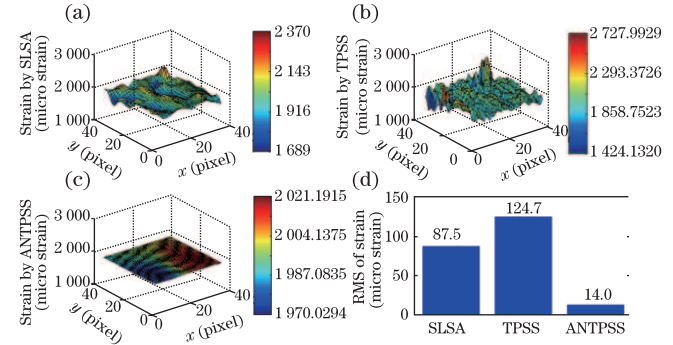 (a)
Strain by SLSA
(micro strain)
3 000
2 000
1 000
40
20
0
y (pixel)
0
20
40
x (pixel)
2 370
2 143
1 916
1 689
(b)
Strain by TPSS
(micro strain)
3 000
2 000
1 000
40
20
0
y (pixel)
0
20
40
x (pixel)
2 727.9929
2 293.3726
1 858.7523
1 424.1320
(c)
Strain by ANTPSS
(micro strain)
3 000
2 000
1 000
40
20
0
y (pixel)
0
20
40
x (pixel)
2 021.1915
2 004.1375
1 987.0835
1 970.0294
(d)
RMS of strain
(micro strain)
150
100
50
0
87.5
124.7
14.0
SLSA
TPSS
ANTPSS